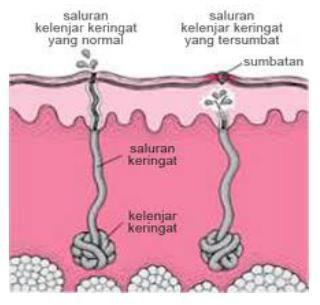 saluran
kelenjar keringat
yang normal
saluran
kelenjar keringat
yang tersumbat
sumbatan
saluran
keringat
kelenjar
keringat